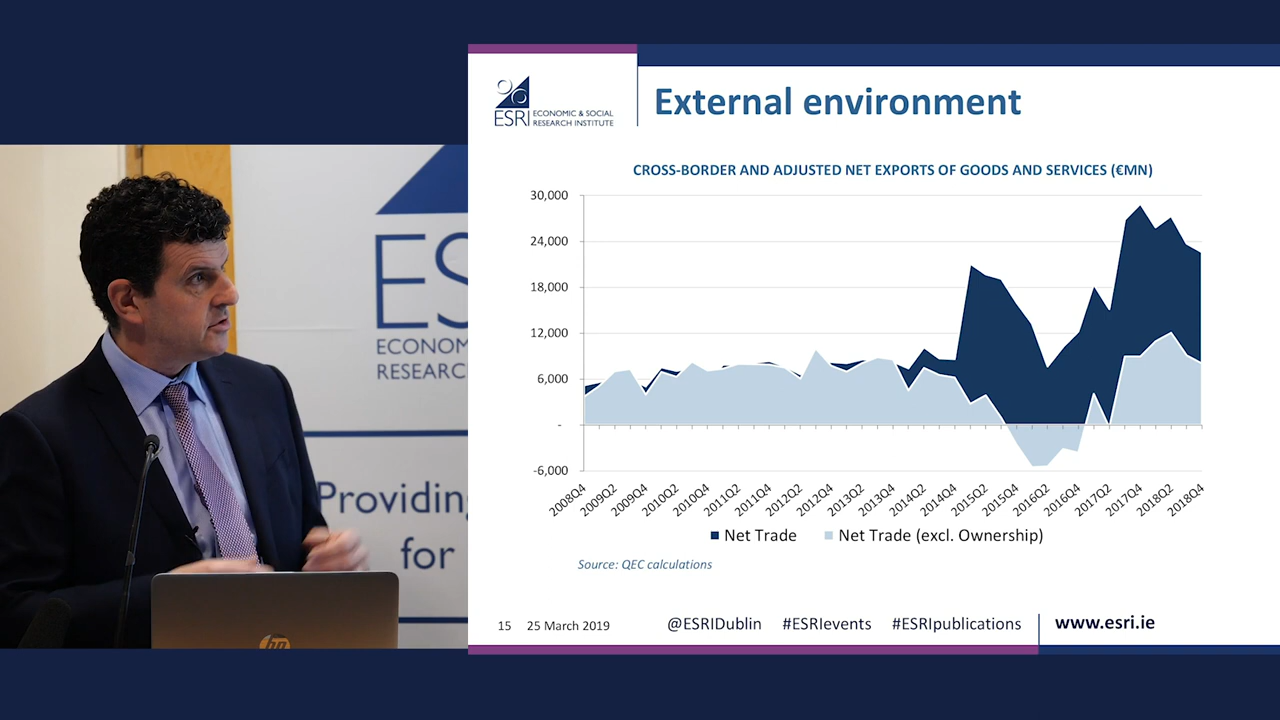 ES
ECONOM
RESEARC
Providing
for
hp
ESRI
ECONOMIC & SOCIAL
RESEARCH INSTITUTE
External environment
CROSS-BORDER AND ADJUSTED NET EXPORTS OF GOODS AND SERVICES (€MN)
30,000
24,000
18,000
12,000
6,000
-
-6,000
2008Q4 2009Q2 2009Q4 2010Q2 2010Q4 2011Q2 2011Q4 2012Q2 2012Q4 2013Q2 2013Q4 2014Q2 2014Q4 2015Q2 2015Q4 2016Q2 2016Q4 2017Q2 2017Q4 2018Q2 2018Q4
Net Trade Net Trade (excl. Ownership)
Source: QEC calculations
15 25 March 2019 @ESRIDublin #ESRIevents #ESRIpublications www.esri.ie